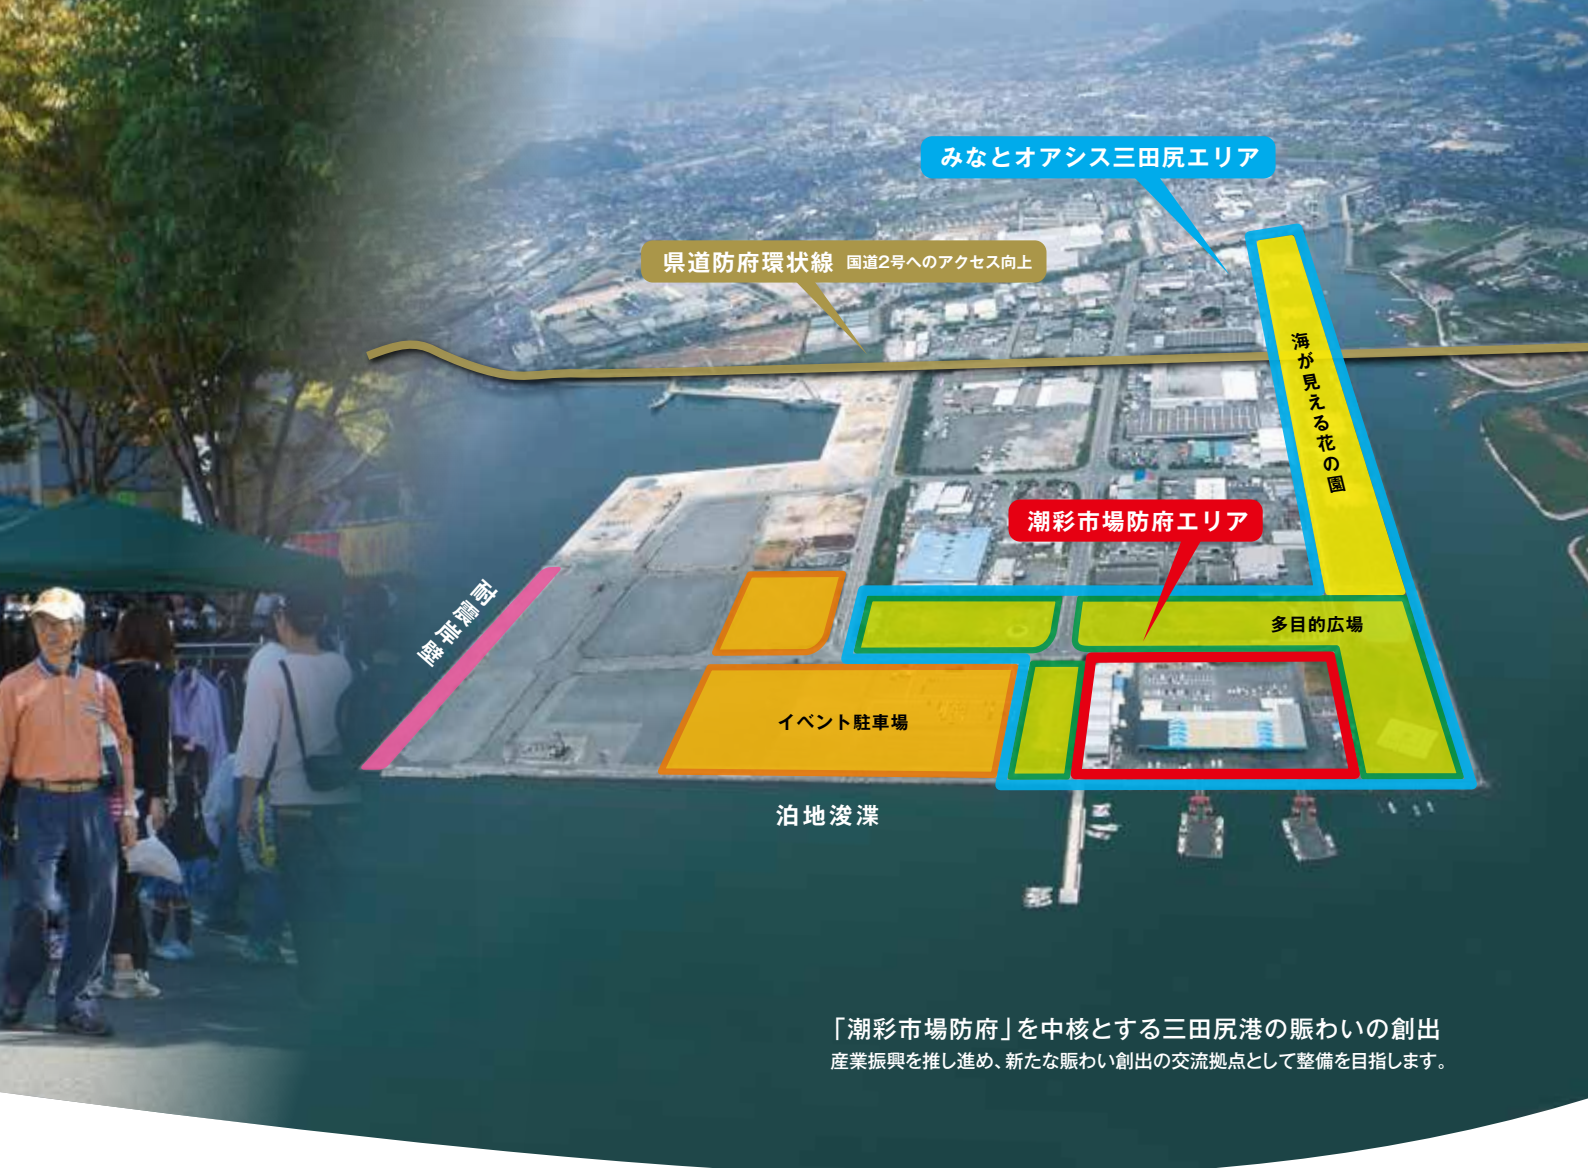 みなとオアシス三田尻エリア
県道防府環状線 国道2号へのアクセス向上
海が見える花の園
潮彩市場防府エリア
耐震岸壁
多目的広場
イベント駐車場
泊地浚渫
「潮彩市場防府」を中核とする三田尻港の賑わいの創出
産業振興を推し進め、新たな賑わい創出の交流拠点として整備を目指します。